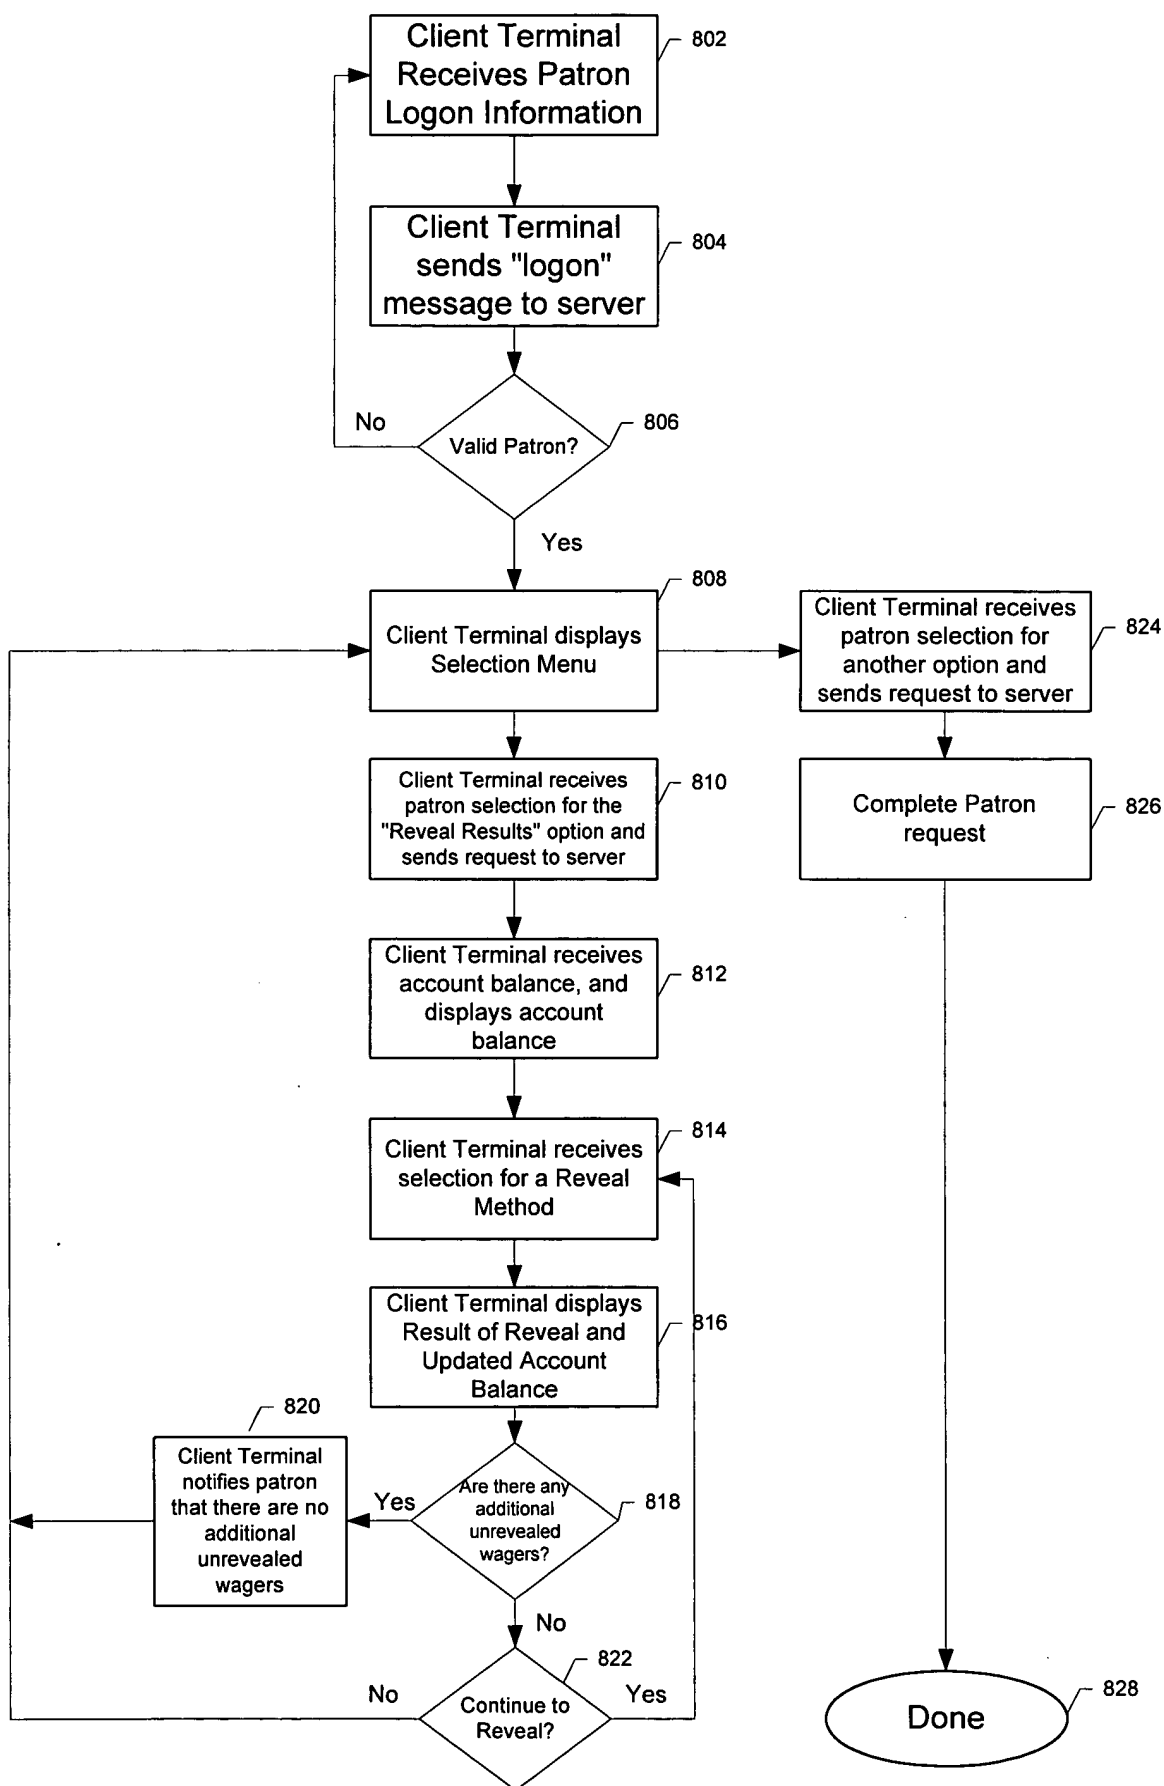 Client Terminal
Receives Patron
Logon Information
802
Client Terminal
sends "logon"
message to server
804
No
Valid Patron?
806
Yes
808
Client Terminal displays
Selection Menu
Client Terminal receives
patron selection for
another option and
sends request to server
824
Client Terminal receives
patron selection for the
"Reveal Results" option and
sends request to server
810
Complete Patron
request
826
Client Terminal receives
account balance, and
displays account
balance
812
Client Terminal receives
selection for a Reveal
Method
814
Client Terminal displays
Result of Reveal and
Updated Account
Balance
816
820
Client Terminal
notifies patron
that there are no
additional
unrevealed
wagers
Yes
Are there any
additional
unrevealed
wagers?
818
No
822
No
Continue to
Reveal?
Yes
Done
828